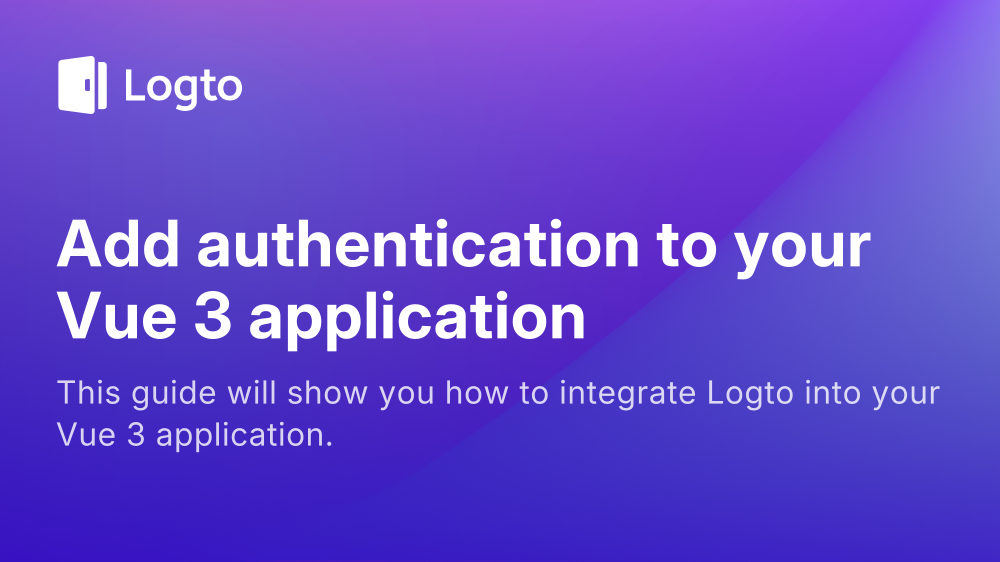 Logto
Add authentication to your
Vue 3 application
This guide will show you how to integrate Logto into your
Vue 3 application.